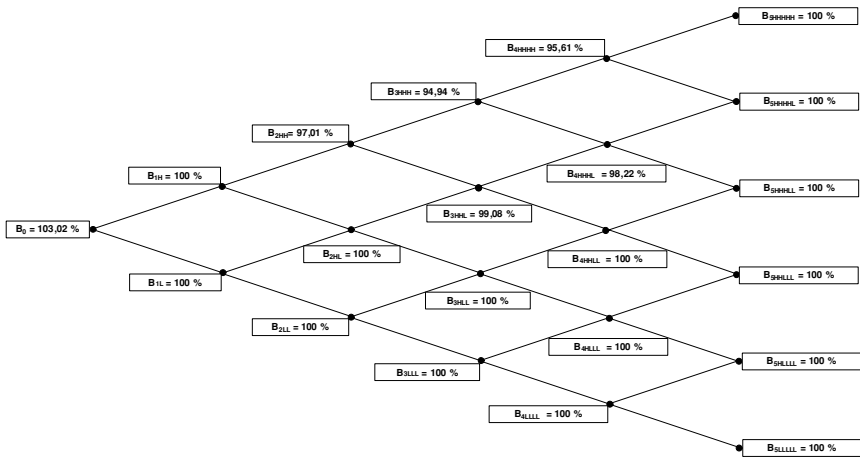 B5HHHHH = 100 %
B4HHHH = 95,61 %
B3HHH = 94,94 %
B5HHHHL = 100 %
B2HH= 97,01 %
B1H = 100 %
B4HHHL = 98,22 %
B5HHHLL = 100 %
B3HHL = 99,08 %
B0 = 103,02 %
B2HL = 100 %
B4HHLL = 100 %
B1L = 100 %
B5HHLLL = 100 %
B3HLL = 100 %
B2LL = 100 %
B4HLLL = 100 %
B5HLLLL = 100 %
B3LLL = 100 %
B4LLLL = 100 %
B5LLLLL = 100 %